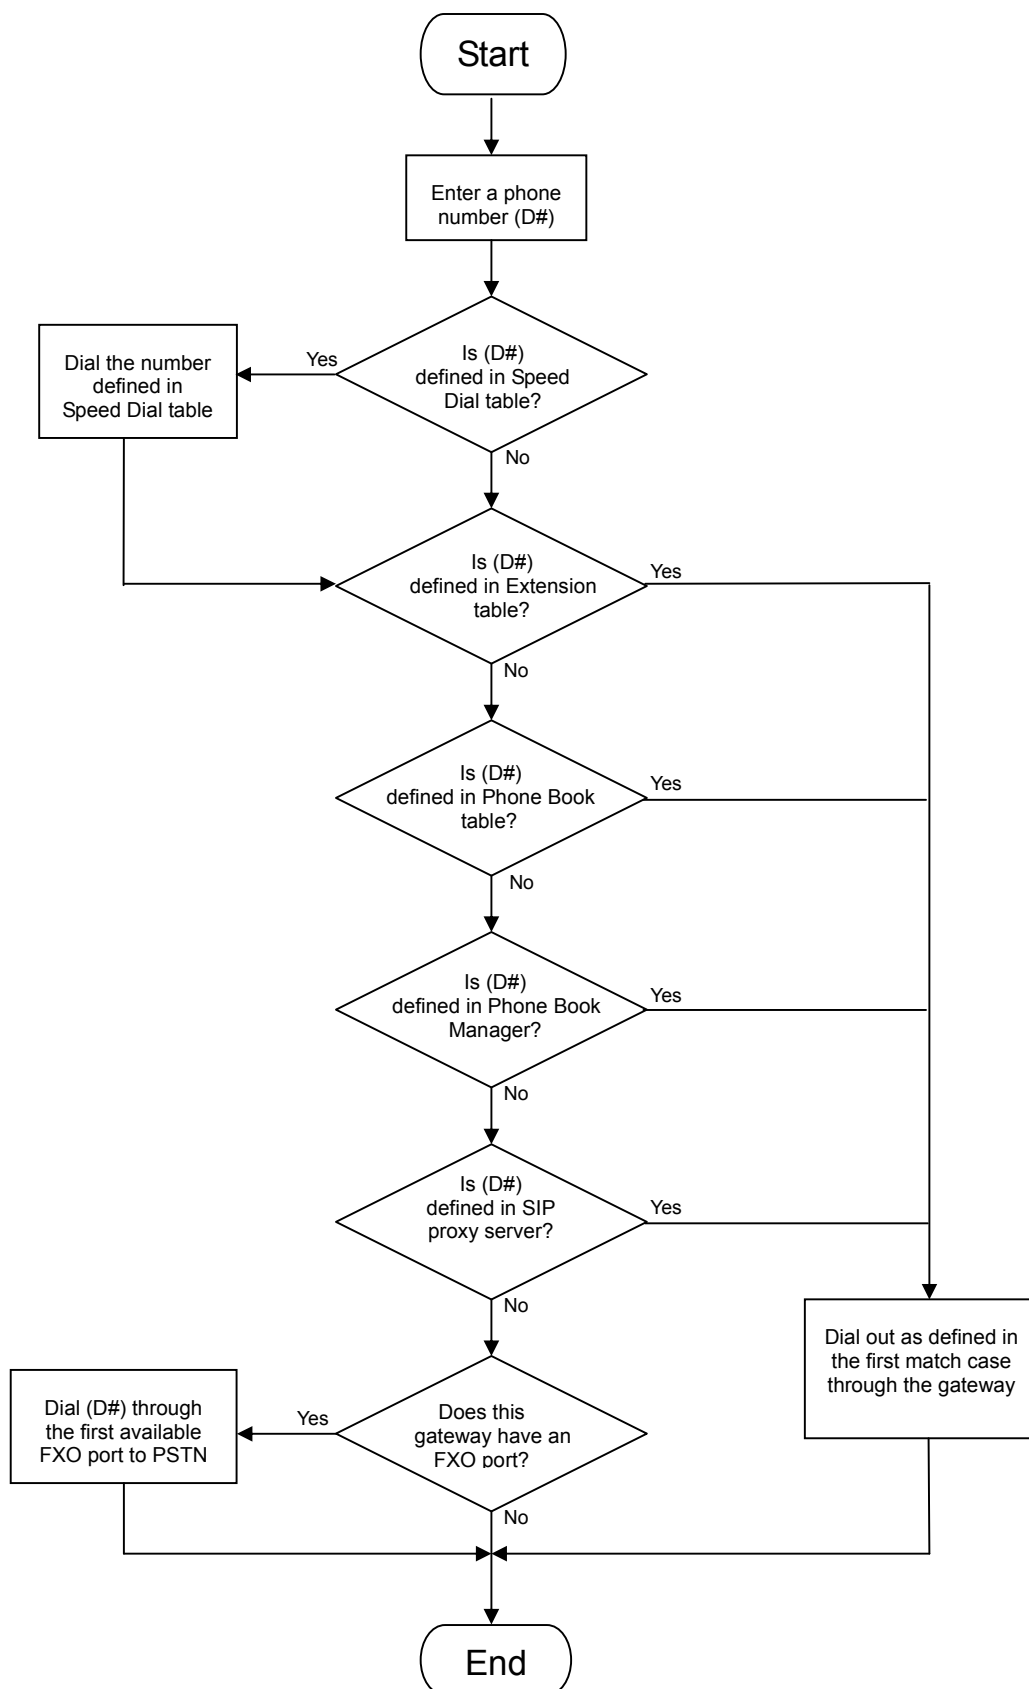 Start
Enter a phone
number (D#)
Is (D#)
defined in Speed
Dial table?
Yes
Dial the number
defined in
Speed Dial table
No
Is (D#)
defined in Extension
table?
Yes
No
Is (D#)
defined in Phone Book
table?
Yes
No
Is (D#)
defined in Phone Book
Manager?
Yes
No
Is (D#)
defined in SIP
proxy server?
Yes
No
Dial out as defined in
the first match case
through the gateway
Does this
gateway have an
FXO port?
Yes
Dial (D#) through
the first available
FXO port to PSTN
No
End